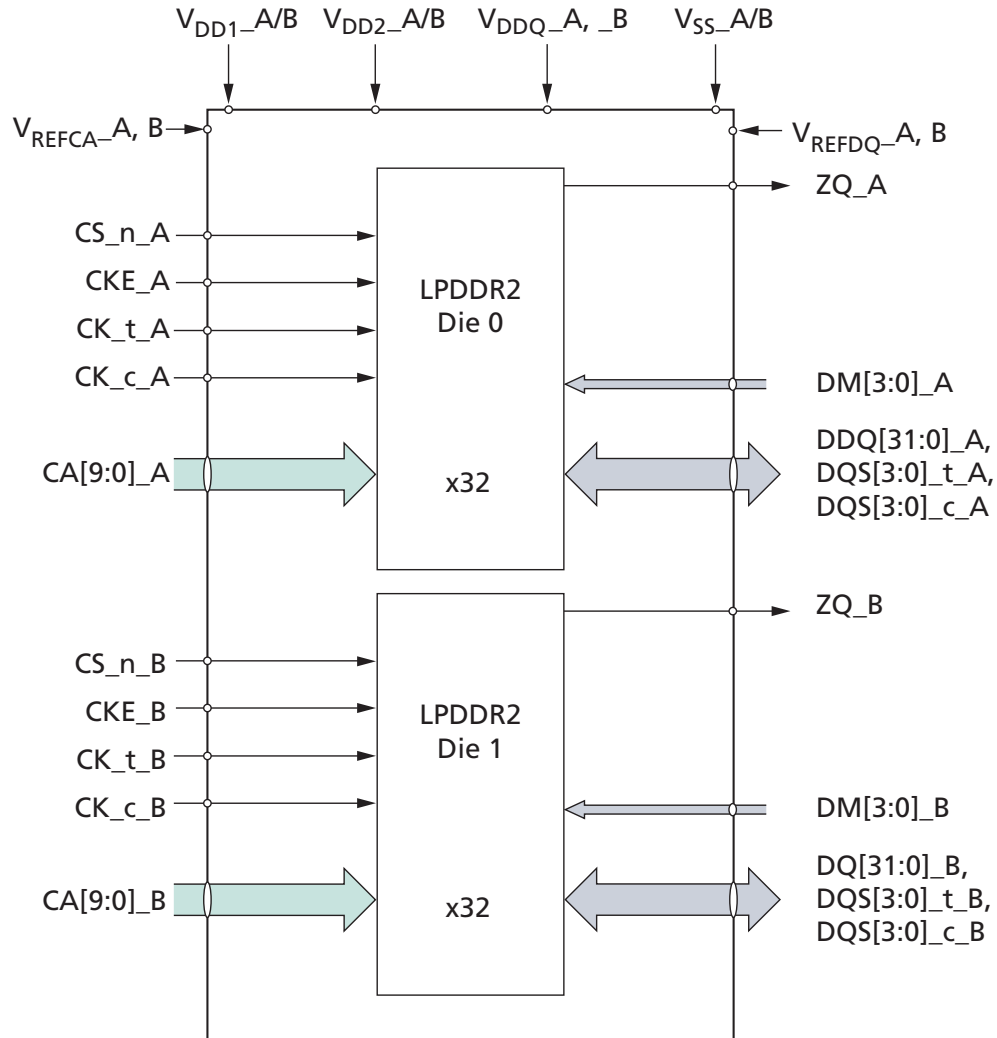 VDD1_A/B
VDD2_A/B
VDDQ_A, _B
VSS_A/B
VREFCA_A, B
VREFDQ_A, B
ZQ_A
CS_n_A
CKE_A
CK_t_A
CK_c_A
CA[9:0]_A
LPDDR2
Die 0
x32
DM[3:0]_A
DDQ[31:0]_A,
DQS[3:0]_t_A,
DQS[3:0]_c_A
ZQ_B
CS_n_B
CKE_B
CK_t_B
CK_c_B
CA[9:0]_B
LPDDR2
Die 1
x32
DM[3:0]_B
DQ[31:0]_B,
DQS[3:0]_t_B,
DQS[3:0]_c_B